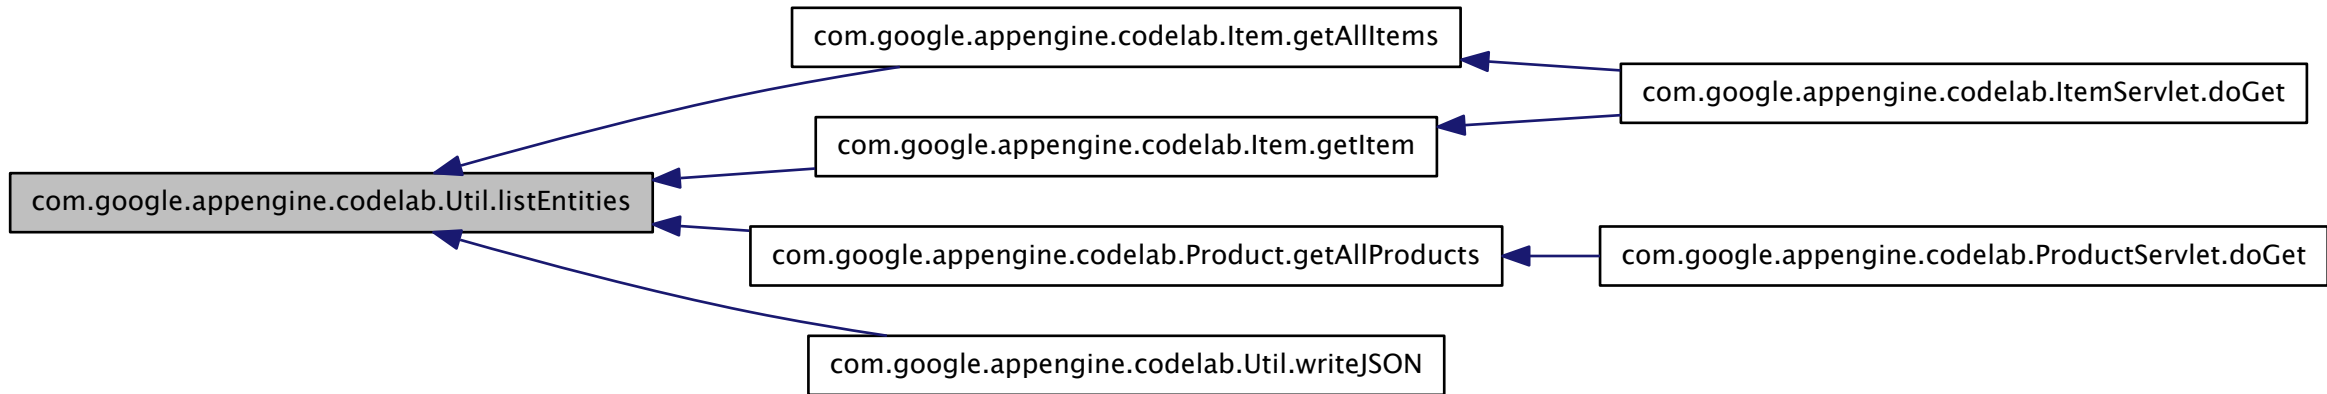 com.google.appengine.codelab.Item.getAllItems
com.google.appengine.codelab.ItemServlet.doGet
com.google.appengine.codelab.Item.getItem
com.google.appengine.codelab.Util.listEntities
com.google.appengine.codelab.Product.getAllProducts
com.google.appengine.codelab.ProductServlet.doGet
com.google.appengine.codelab.Util.writeJSON